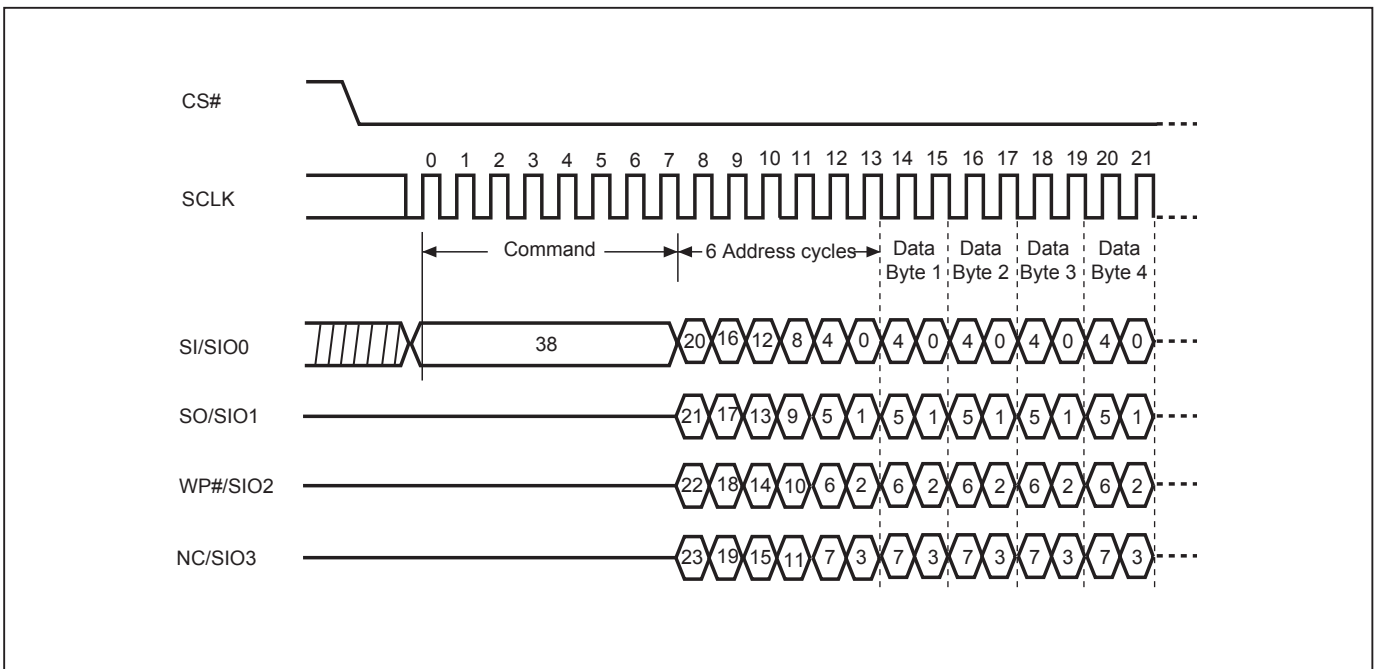 CS#
0 1 2 3 4 5 6 7 8 9 10 11 12 13 14 15 16 17 18 19 20 21
SCLK
Command 6 Address cycles Data Data Data Data
Byte 1 Byte 2 Byte 3 Byte 4
SI/SIO0 38 20 16 12 8 4 0 4 0 4 0 4 0 4 0
SO/SIO1 21 17 13 9 5 1 5 1 5 1 5 1 5 1
WP#/SIO2 22 18 14 10 6 2 6 2 6 2 6 2 6 2
NC/SIO3 23 19 15 11 7 3 7 3 7 3 7 3 7 3